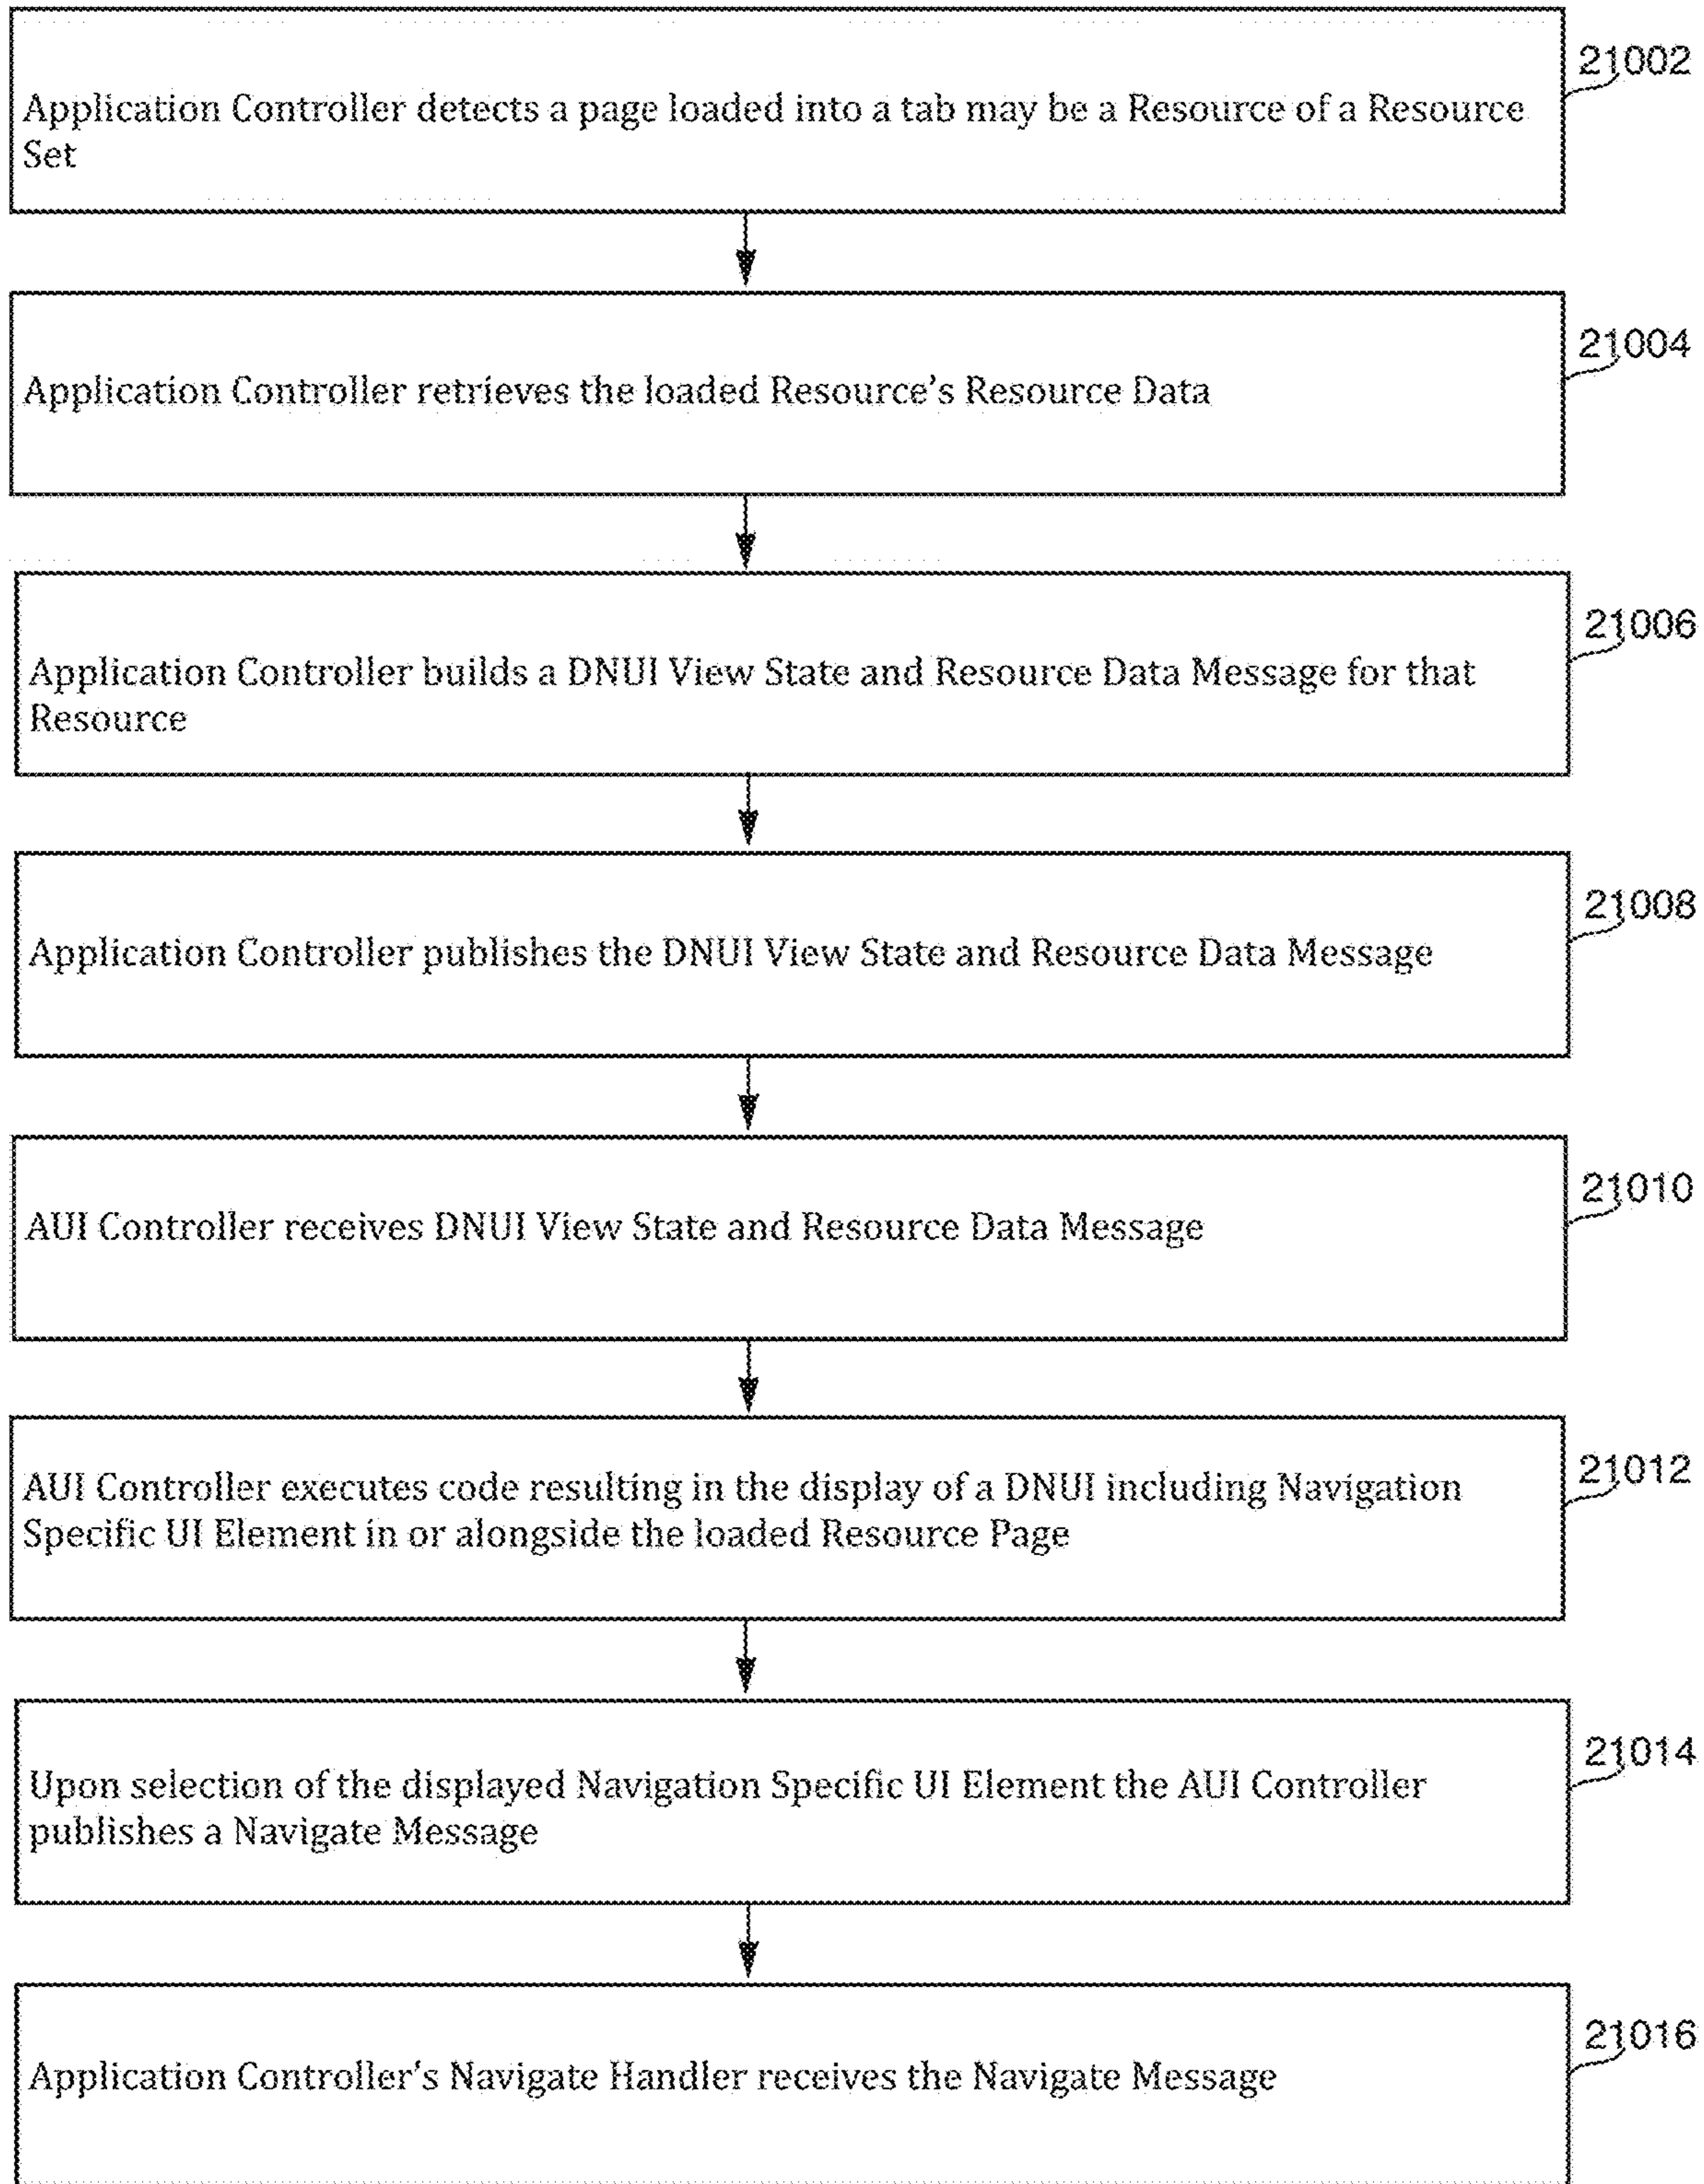 21002
Application Controller detects a page loaded into a tab may be a Resource of a Resource
Set
21004
Application Controller retrieves the loaded Resource's Resource Data
21006
Application Controller builds a DNUI View State and Resource Data Message for that
Resource
21008
Application Controller publishes the DNUI View State and Resource Data Message
21010
AUI Controller receives DNUI View State and Resource Data Message
21012
AUI Controller executes code resulting in the display of a DNUI including Navigation
Specific UI Element in or alongside the loaded Resource Page
21014
Upon selection of the displayed Navigation Specific UI Element the AUI Controller
publishes a Navigate Message
21016
Application Controller's Navigate Handler receives the Navigate Message